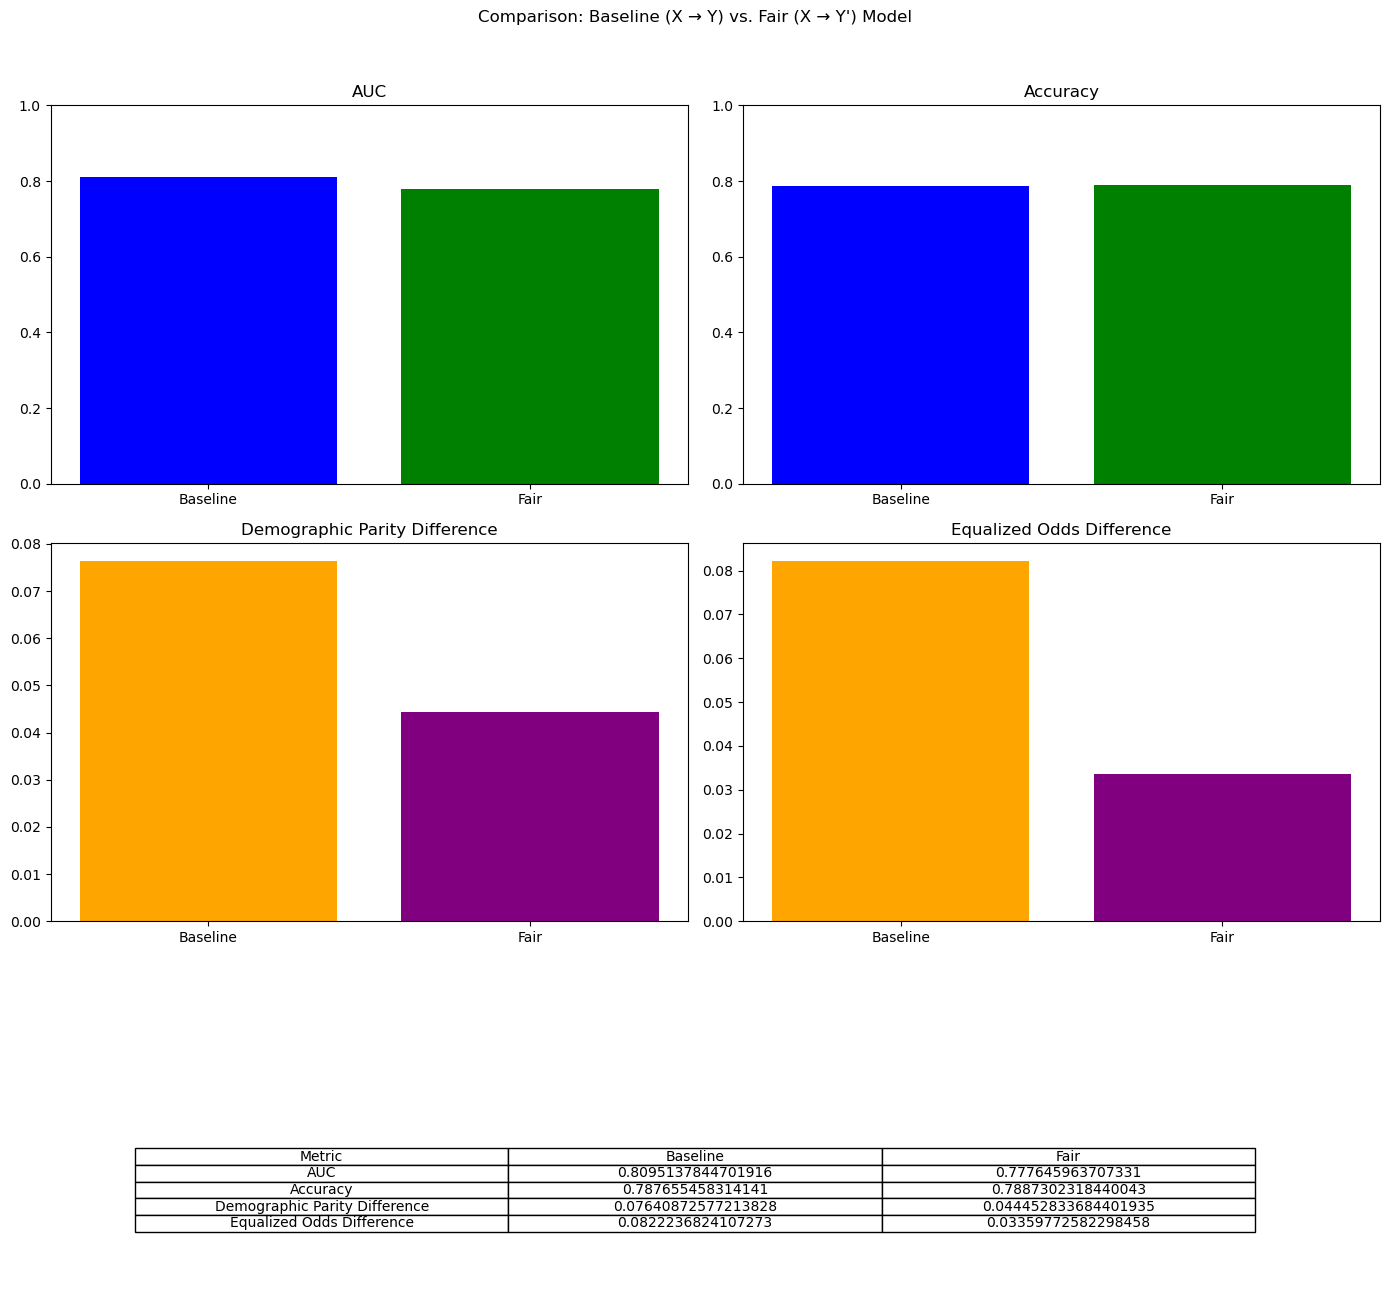 Comparison: Baseline (X → Y) vs. Fair (X → Y') Model
AUC
1.0
0.8
0.6
0.4
0.2
0.0
Baseline Fair
Accuracy
1.0
0.8
0.6
0.4
0.2
0.0
Baseline Fair
Demographic Parity Difference
0.08
0.07
0.06
0.05
0.04
0.03
0.02
0.01
0.00
Baseline Fair
Equalized Odds Difference
0.08
0.07
0.06
0.05
0.04
0.03
0.02
0.01
0.00
Baseline Fair
Metric Baseline Fair
AUC 0.8095137844701916 0.777645963707331
Accuracy 0.787655458314141 0.7887302318440043
Demographic Parity Difference 0.07640872577213828 0.044452833684401935
Equalized Odds Difference 0.0822236824107273 0.03359772582298458